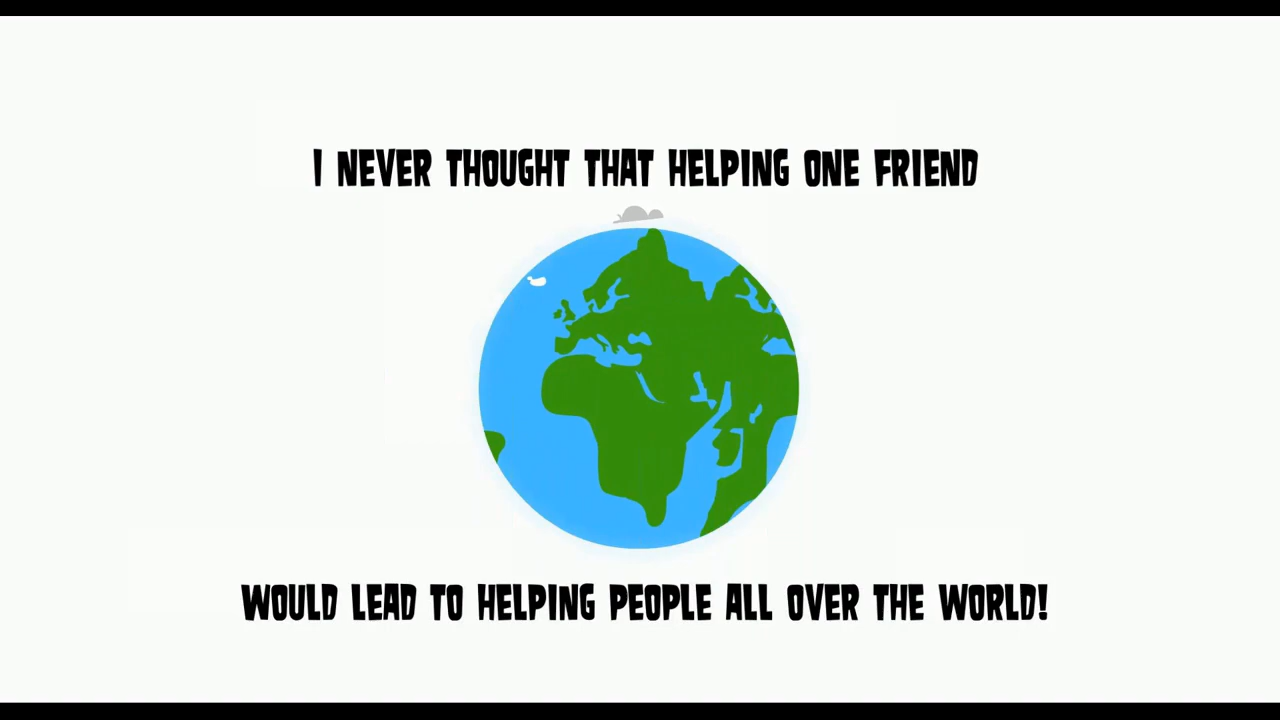 I NEVER THOUGHT THAT HELPING ONE FRIEND
WOULD LEAD TO HELPING PEOPLE ALL OVER THE WORLD!